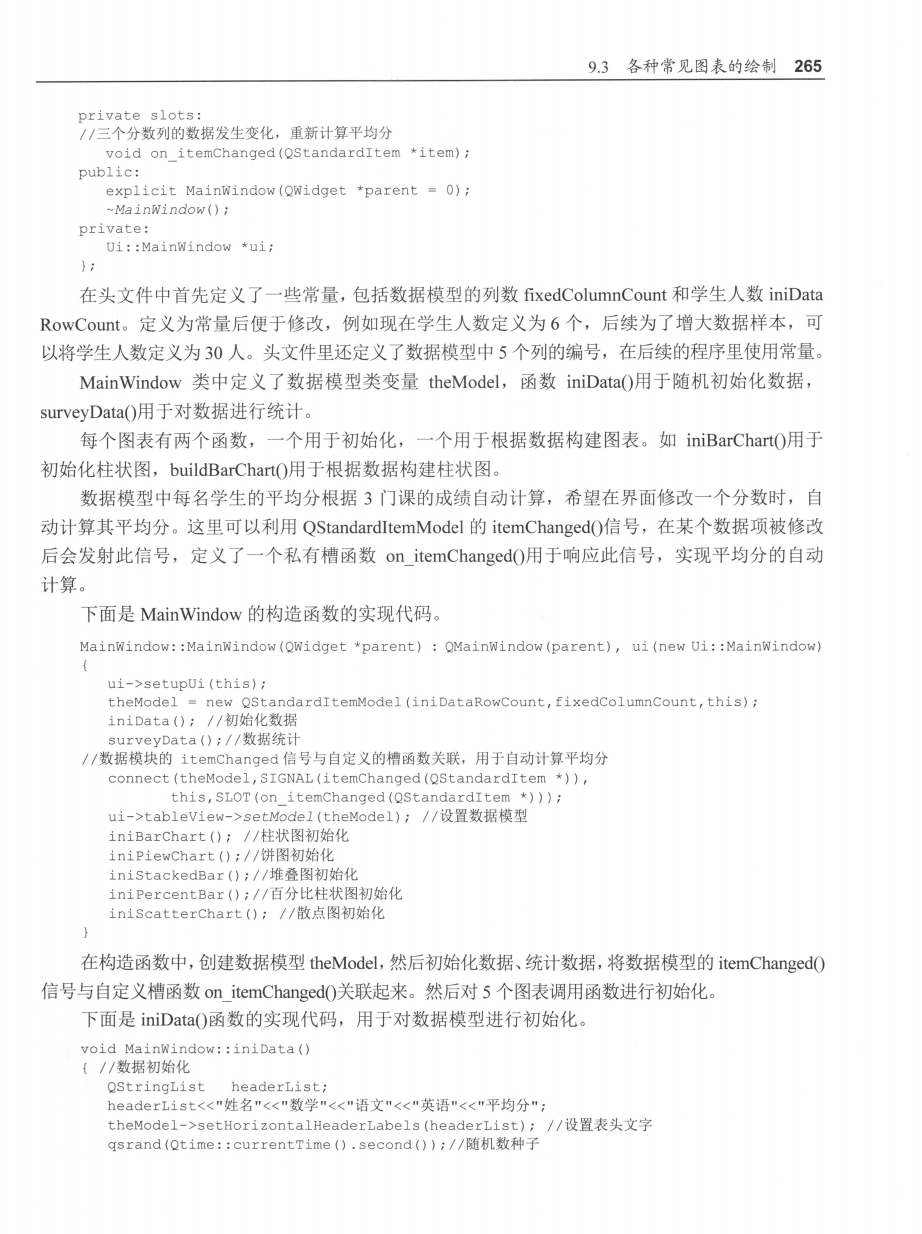 9.3 各种常见图表的绘制 265
private slots:
//三个分数列的数据发生变化，重新计算平均分
void on_itemChanged(QStandardItem *item);
public:
explicit MainWindow(QWidget *parent = 0);
~MainWindow();
private:
Ui::MainWindow *ui;
};
在头文件中首先定义了一些常量，包括数据模型的列数 fixedColumnCount 和学生人数 iniData
RowCount。定义为常量后便于修改，例如现在学生人数定义为 6 个，后续为了增大数据样本，可
以将学生人数定义为 30 人。头文件里还定义了数据模型中 5 个列的编号，在后续的程序里使用常量。
MainWindow 类中定义了数据模型类变量 theModel，函数 iniData()用于随机初始化数据，
surveyData()用于对数据进行统计。
每个图表有两个函数，一个用于初始化，一个用于根据数据构建图表。如 iniBarChart()用于
初始化柱状图，buildBarChart()用于根据数据构建柱状图。
数据模型中每名学生的平均分根据 3 门课的成绩自动计算，希望在界面修改一个分数时，自
动计算其平均分。这里可以利用 QStandardItemModel 的 itemChanged()信号，在某个数据项被修改
后会发射此信号，定义了一个私有槽函数 on_itemChanged()用于响应此信号，实现平均分的自动
计算。
下面是 MainWindow 的构造函数的实现代码。
MainWindow::MainWindow(QWidget *parent) : QMainWindow(parent), ui(new Ui::MainWindow)
{
ui->setupUi(this);
theModel = new QStandardItemModel(iniDataRowCount,fixedColumnCount,this);
iniData(); //初始化数据
surveyData();//数据统计
//数据模块的 itemChanged 信号与自定义的槽函数关联，用于自动计算平均分
connect(theModel,SIGNAL(itemChanged(QStandardItem *)),
this,SLOT(on_itemChanged(QStandardItem *)));
ui->tableView->setModel(theModel); //设置数据模型
iniBarChart(); //柱状图初始化
iniPiewChart();//饼图初始化
iniStackedBar();//堆叠图初始化
iniPercentBar();//百分比柱状图初始化
iniScatterChart(); //散点图初始化
}
在构造函数中，创建数据模型 theModel，然后初始化数据、统计数据，将数据模型的 itemChanged()
信号与自定义槽函数 on_itemChanged()关联起来。然后对 5 个图表调用函数进行初始化。
下面是 iniData()函数的实现代码，用于对数据模型进行初始化。
void MainWindow::iniData()
{ //数据初始化
QStringList headerList;
headerList<<"姓名"<<"数学"<<"语文"<<"英语"<<"平均分";
theModel->setHorizontalHeaderLabels(headerList); //设置表头文字
qsrand(Qtime::currentTime().second());//随机数种子